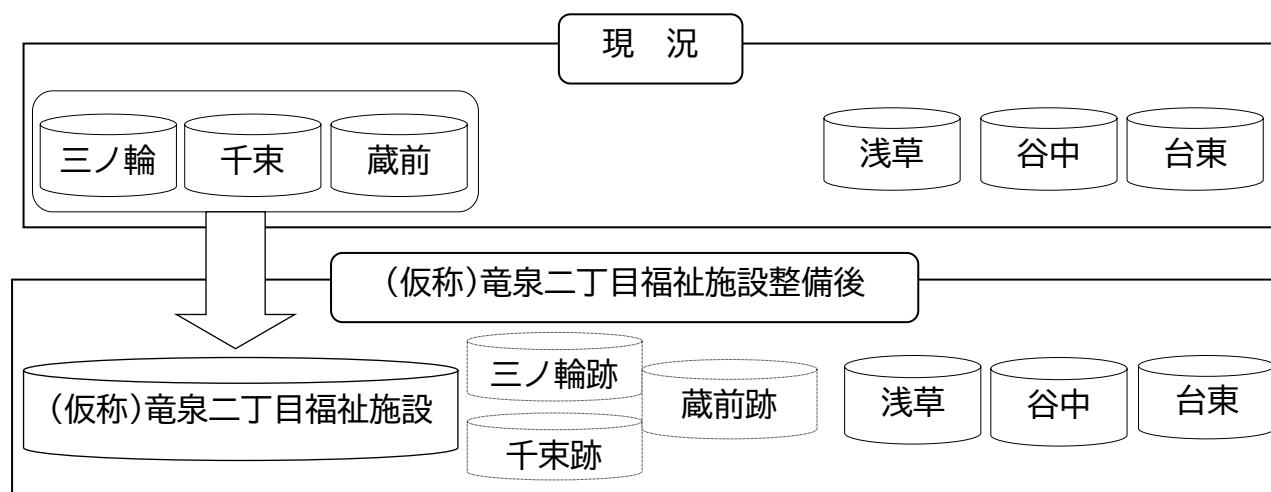 現　況
三ノ輪
千束
蔵前
浅草
谷中
台東
（仮称）竜泉二丁目福祉施設整備後
（仮称）竜泉二丁目福祉施設
三ノ輪跡
千束跡
蔵前跡
浅草
谷中
台東